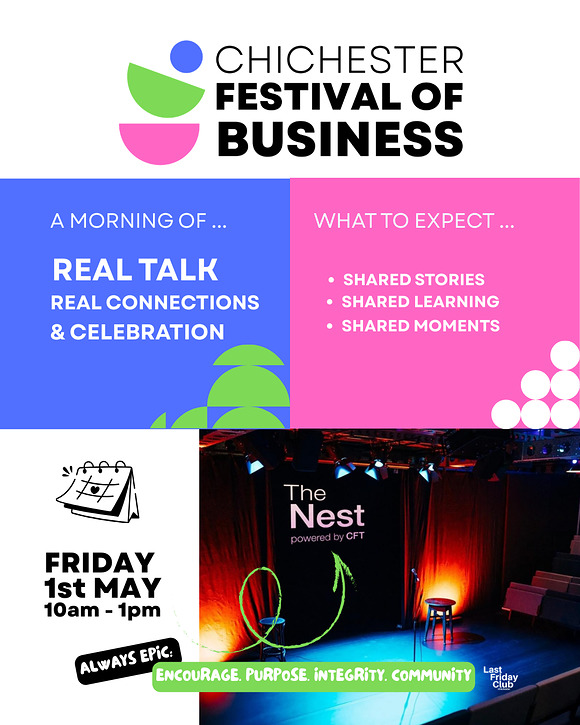 CHICHESTER
FESTIVAL OF
BUSINESS
A MORNING OF ...
REAL TALK
REAL CONNECTIONS
& CELEBRATION
WHAT TO EXPECT ...
• SHARED STORIES
• SHARED LEARNING
• SHARED MOMENTS
The
Nest
powered by CFT
FRIDAY
1st MAY
10am - 1pm
ALWAYS EPIC:
ENCOURAGE. PURPOSE. INTEGRITY. COMMUNITY
Last
Friday
Club